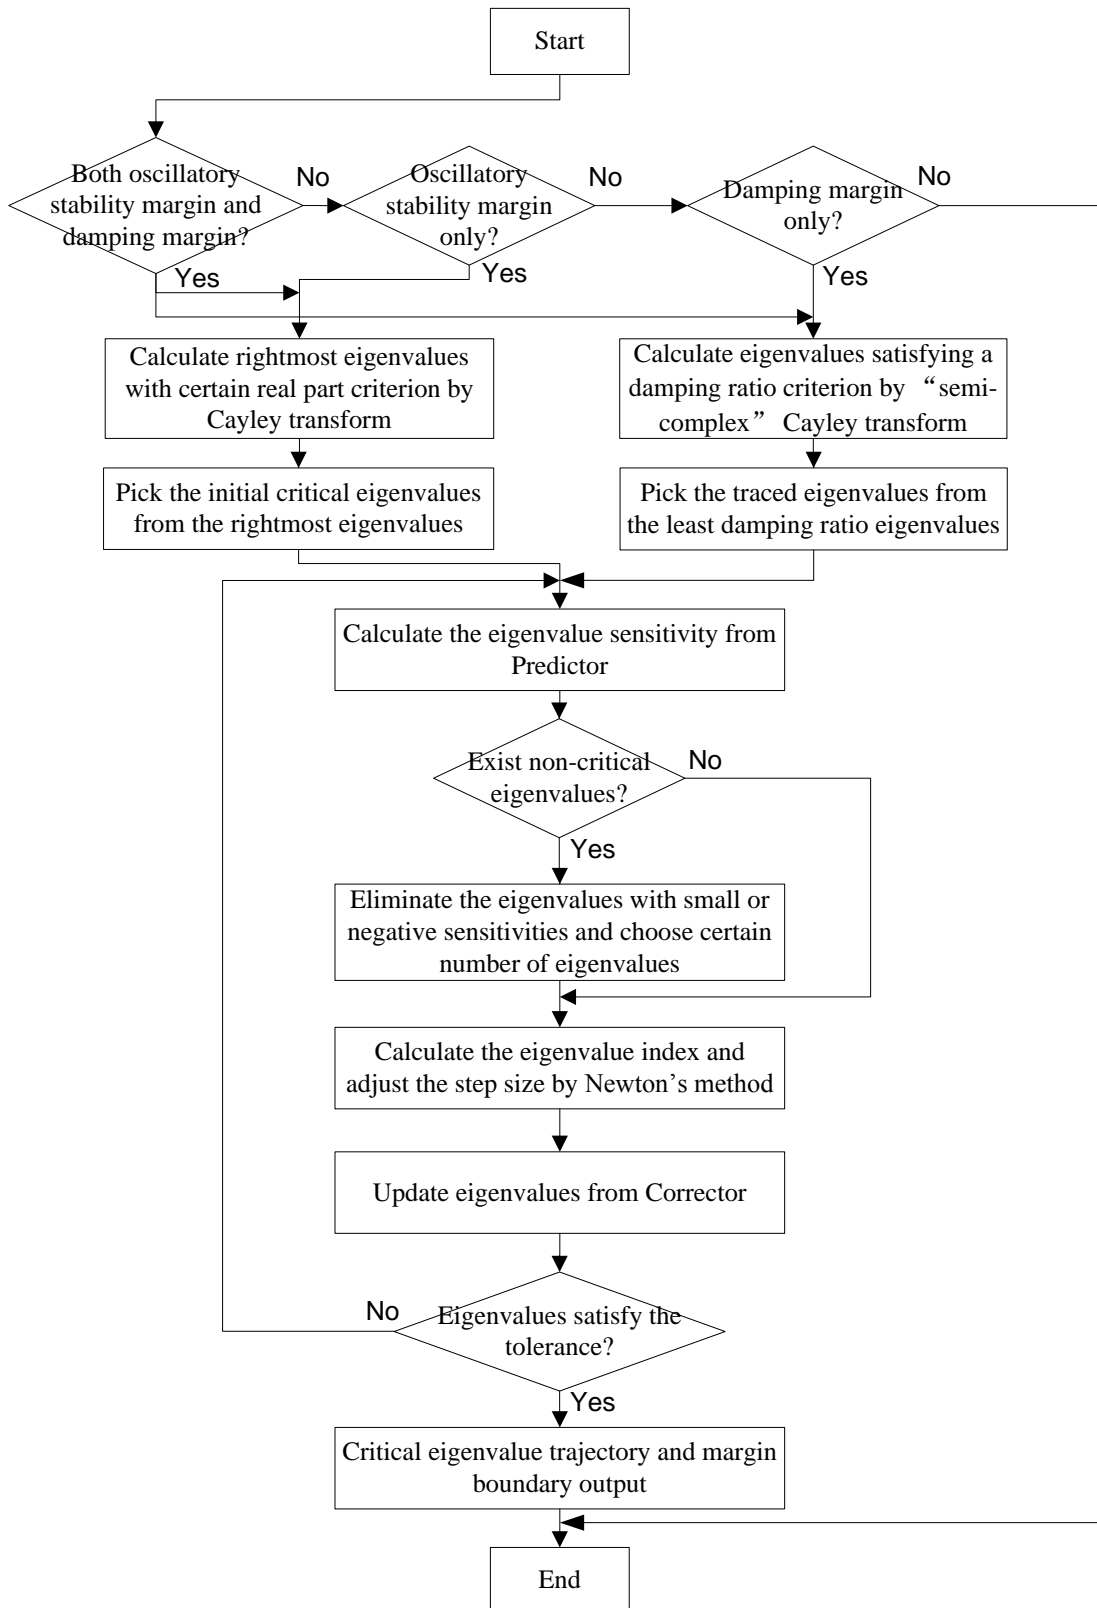 Start
Both oscillatory
stability margin and
damping margin?
No
Oscillatory
stability margin
only?
No
Damping margin
only?
No
Yes
Yes
Yes
Calculate rightmost eigenvalues
with certain real part criterion by
Cayley transform
Calculate eigenvalues satisfying a
damping ratio criterion by “semi-
complex” Cayley transform
Pick the initial critical eigenvalues
from the rightmost eigenvalues
Pick the traced eigenvalues from
the least damping ratio eigenvalues
Calculate the eigenvalue sensitivity from
Predictor
Exist non-critical
eigenvalues?
No
Yes
Eliminate the eigenvalues with small or
negative sensitivities and choose certain
number of eigenvalues
Calculate the eigenvalue index and
adjust the step size by Newton’s method
Update eigenvalues from Corrector
No
Eigenvalues satisfy the
tolerance?
Yes
Critical eigenvalue trajectory and margin
boundary output
End